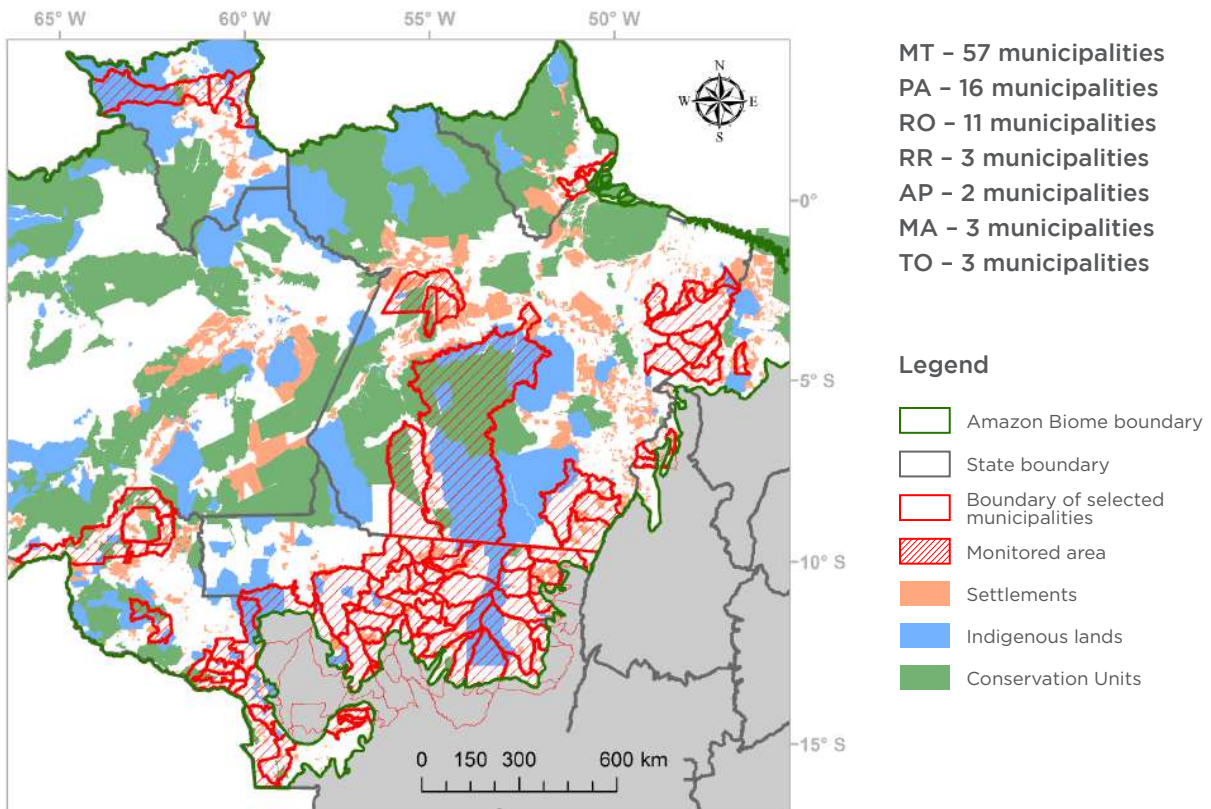 65° W 60° W 55° W 50° W
N
W E
S
0°
5° S
10° S
15° S
0 150 300 600 km
MT – 57 municipalities
PA – 16 municipalities
RO – 11 municipalities
RR – 3 municipalities
AP – 2 municipalities
MA – 3 municipalities
TO – 3 municipalities
Legend
Amazon Biome boundary
State boundary
Boundary of selected
municipalities
Monitored area
Settlements
Indigenous lands
Conservation Units